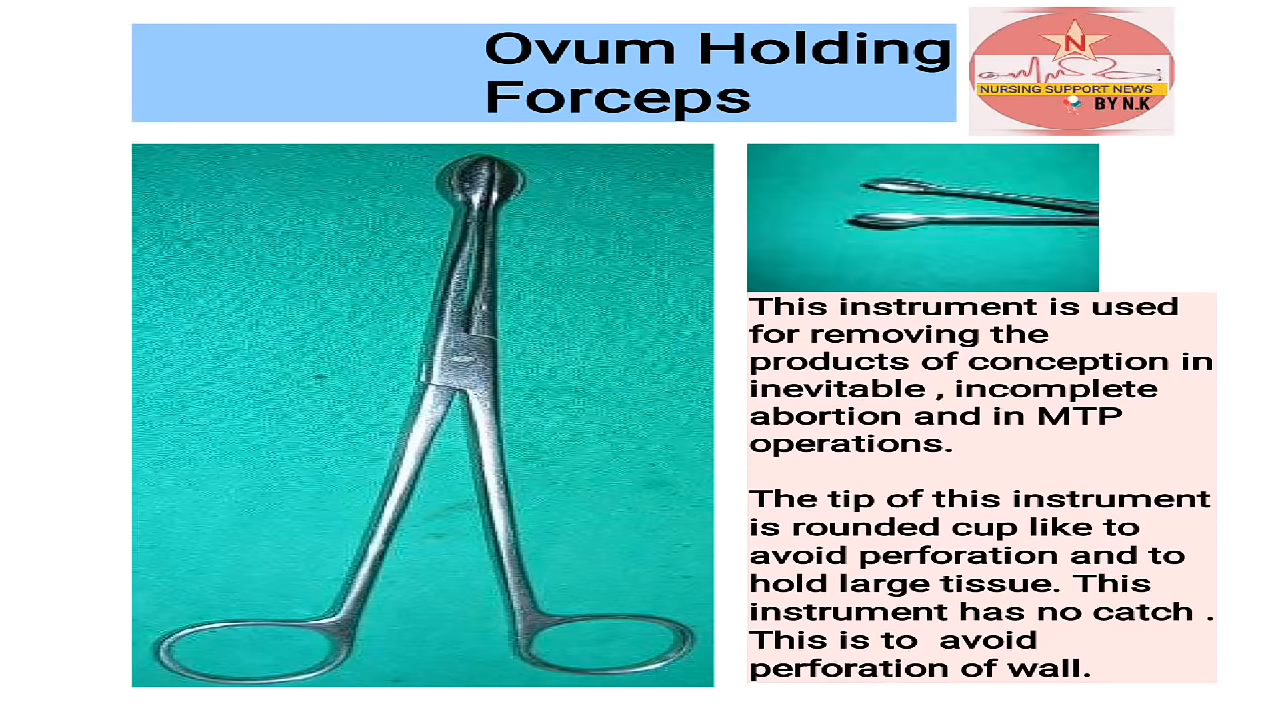 Ovum Holding
Forceps
N
NURSING SUPPORT NEWS
BY N.K
This instrument is used
for removing the
products of conception in
inevitable , incomplete
abortion and in MTP
operations.
The tip of this instrument
is rounded cup like to
avoid perforation and to
hold large tissue. This
instrument has no catch .
This is to avoid
perforation of wall.